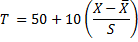 T = 50 + 10 ( (X − X̄) / S )